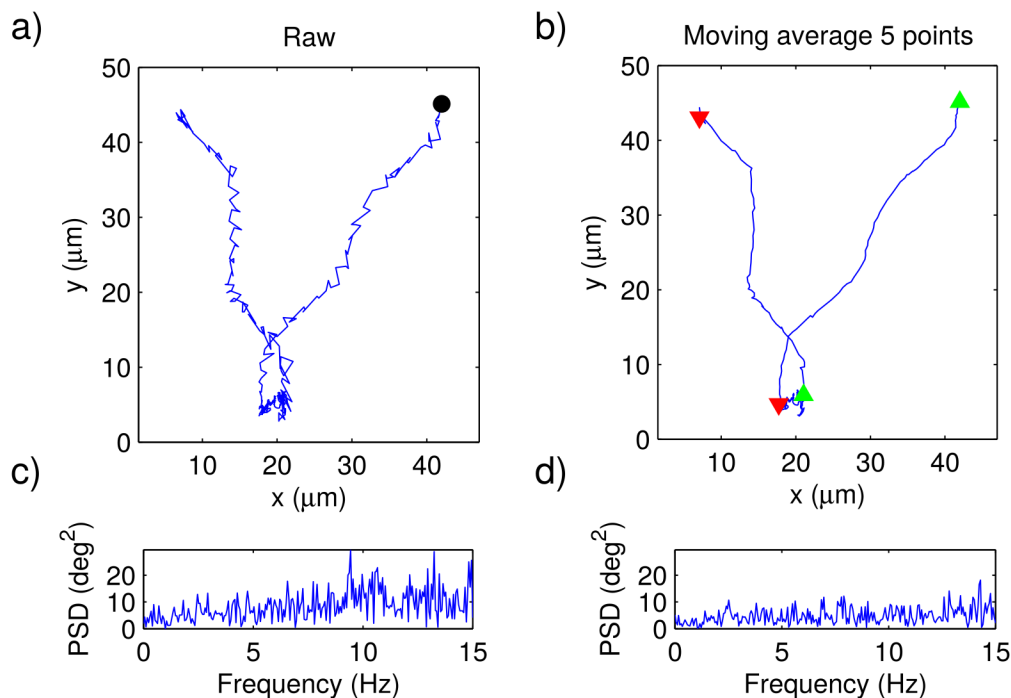 a)
Raw
50
40
30
20
10
0
y (μm)
10 20 30 40
x (μm)
b)
Moving average 5 points
50
40
30
20
10
0
y (μm)
10 20 30 40
x (μm)
c)
PSD (deg²)
20
10
0
0 5 10 15
Frequency (Hz)
d)
PSD (deg²)
20
10
0
0 5 10 15
Frequency (Hz)